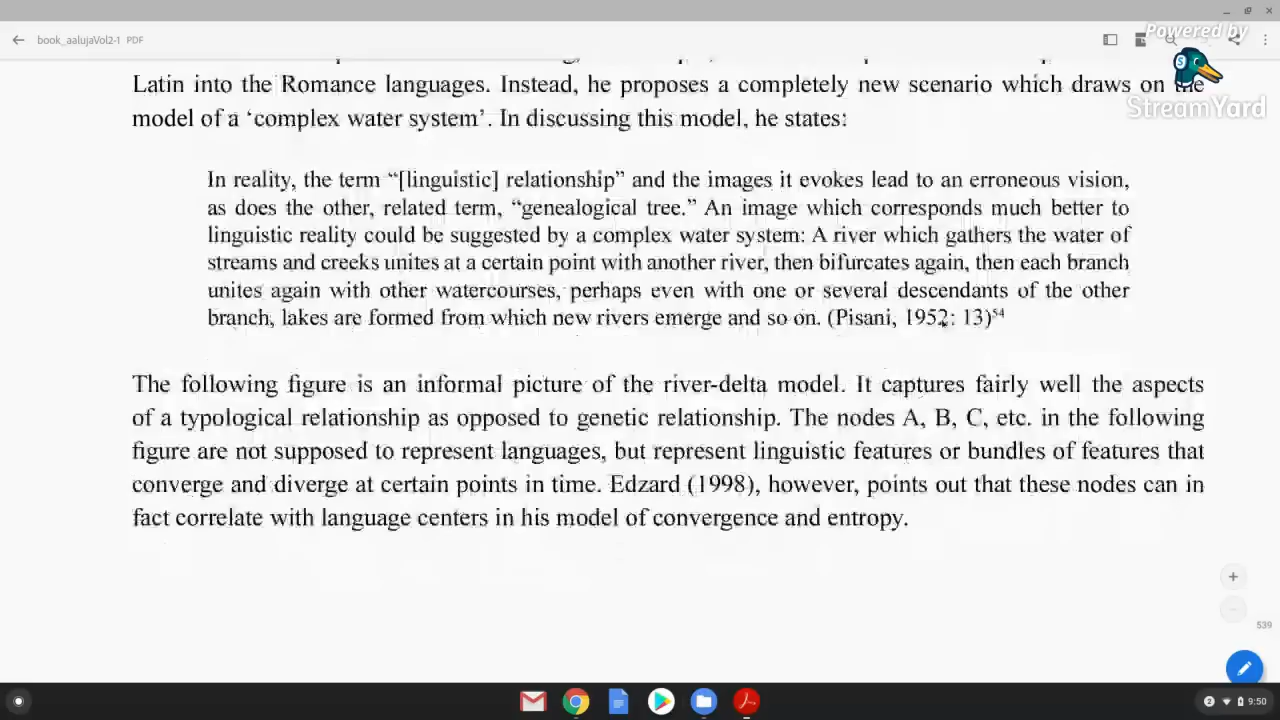 book_aalujaVol2-1 PDF
Powered by
StreamYard
Latin into the Romance languages. Instead, he proposes a completely new scenario which draws on the
model of a ‘complex water system’. In discussing this model, he states:
In reality, the term “[linguistic] relationship” and the images it evokes lead to an erroneous vision,
as does the other, related term, “genealogical tree.” An image which corresponds much better to
linguistic reality could be suggested by a complex water system: A river which gathers the water of
streams and creeks unites at a certain point with another river, then bifurcates again, then each branch
unites again with other watercourses, perhaps even with one or several descendants of the other
branch, lakes are formed from which new rivers emerge and so on. (Pisani, 1952: 13)⁵⁴
The following figure is an informal picture of the river-delta model. It captures fairly well the aspects
of a typological relationship as opposed to genetic relationship. The nodes A, B, C, etc. in the following
figure are not supposed to represent languages, but represent linguistic features or bundles of features that
converge and diverge at certain points in time. Edzard (1998), however, points out that these nodes can in
fact correlate with language centers in his model of convergence and entropy.
539
2 9:50